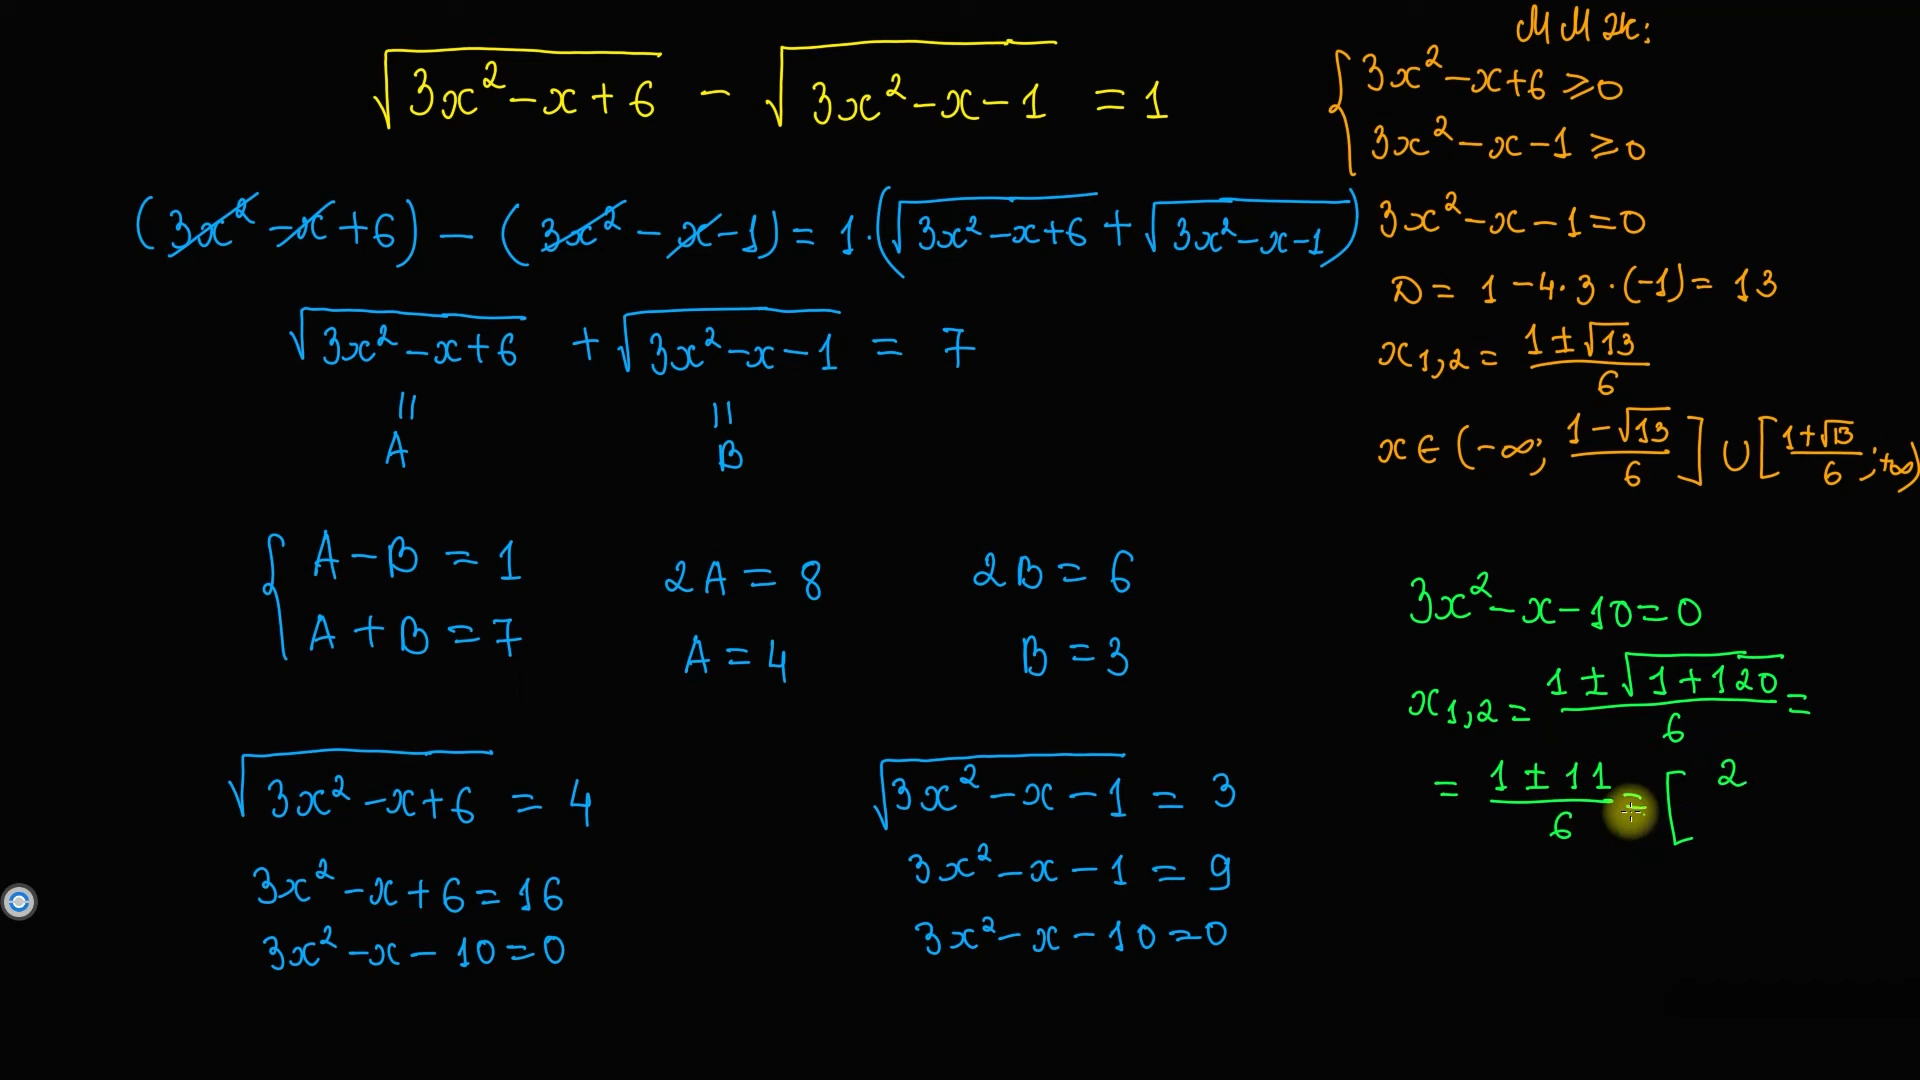 √(3x² − x + 6) − √(3x² − x − 1) = 1
(3x² − x + 6) − (3x² − x − 1) = 1·(√(3x² − x + 6) + √(3x² − x − 1))
√(3x² − x + 6) + √(3x² − x − 1) = 7
|| ||
A B
{ A − B = 1
A + B = 7
2A = 8
A = 4
2B = 6
B = 3
√(3x² − x + 6) = 4
3x² − x + 6 = 16
3x² − x − 10 = 0
√(3x² − x − 1) = 3
3x² − x − 1 = 9
3x² − x − 10 = 0
ММЖ:
{ 3x² − x + 6 ⩾ 0
3x² − x − 1 ⩾ 0
3x² − x − 1 = 0
D = 1 − 4·3·(−1) = 13
x₁,₂ = (1 ± √13)/6
x ∈ (−∞; (1 − √13)/6] ∪ [(1 + √13)/6; +∞)
3x² − x − 10 = 0
x₁,₂ = (1 ± √(1 + 120))/6 =
= (1 ± 11)/6 = [ 2